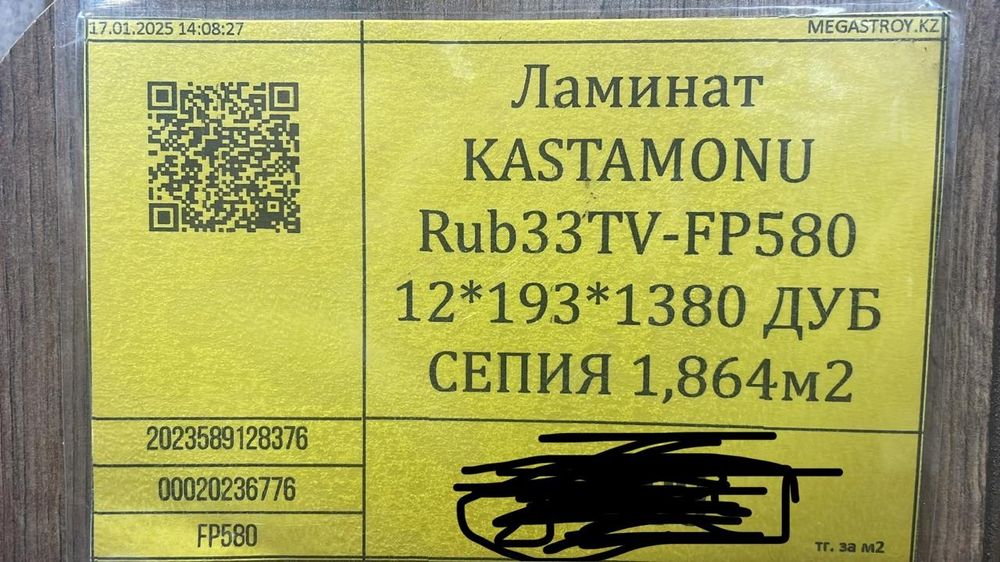 17.01.2025 14:08:27
MEGASTROY.KZ
Ламинат
KASTAMONU
Rub33TV-FP580
12*193*1380 ДУБ
СЕПИЯ 1,864м2
2023589128376
00020236776
FP580
тг. за м2